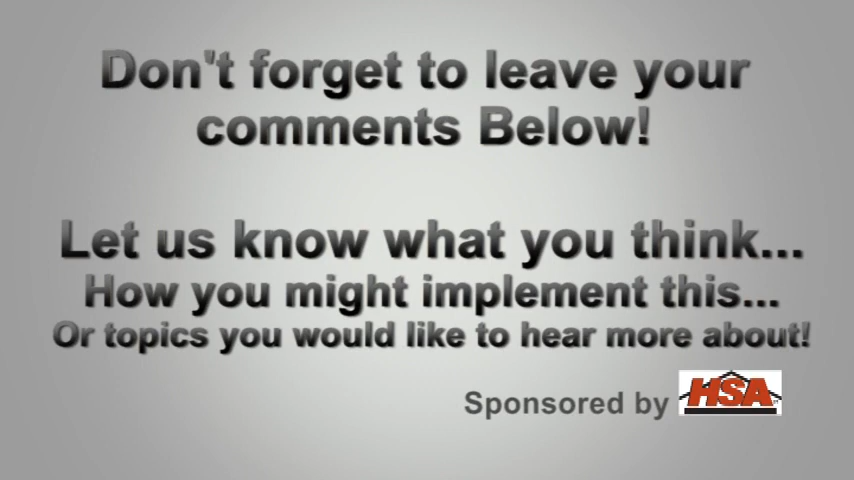 Don't forget to leave your
comments Below!
Let us know what you think...
How you might implement this...
Or topics you would like to hear more about!
Sponsored by HSA